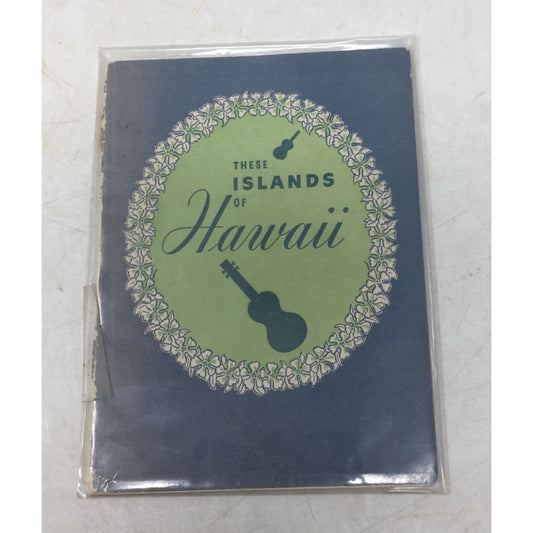 THESE
ISLANDS
OF
Hawaii